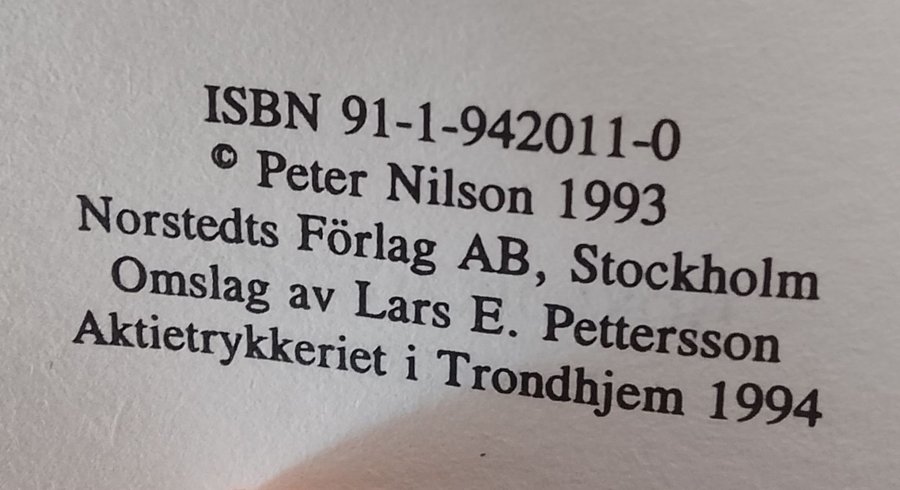 ISBN 91-1-942011-0
© Peter Nilson 1993
Norstedts Förlag AB, Stockholm
Omslag av Lars E. Pettersson
Aktietrykkeriet i Trondhjem 1994